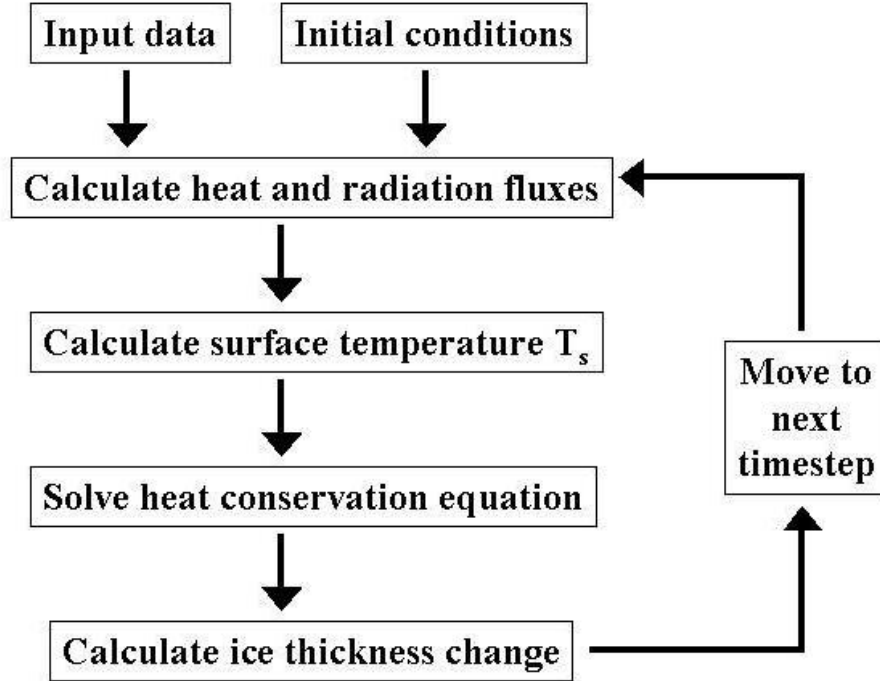 Input data
Initial conditions
Calculate heat and radiation fluxes
Calculate surface temperature Ts
Solve heat conservation equation
Calculate ice thickness change
Move to
next
timestep